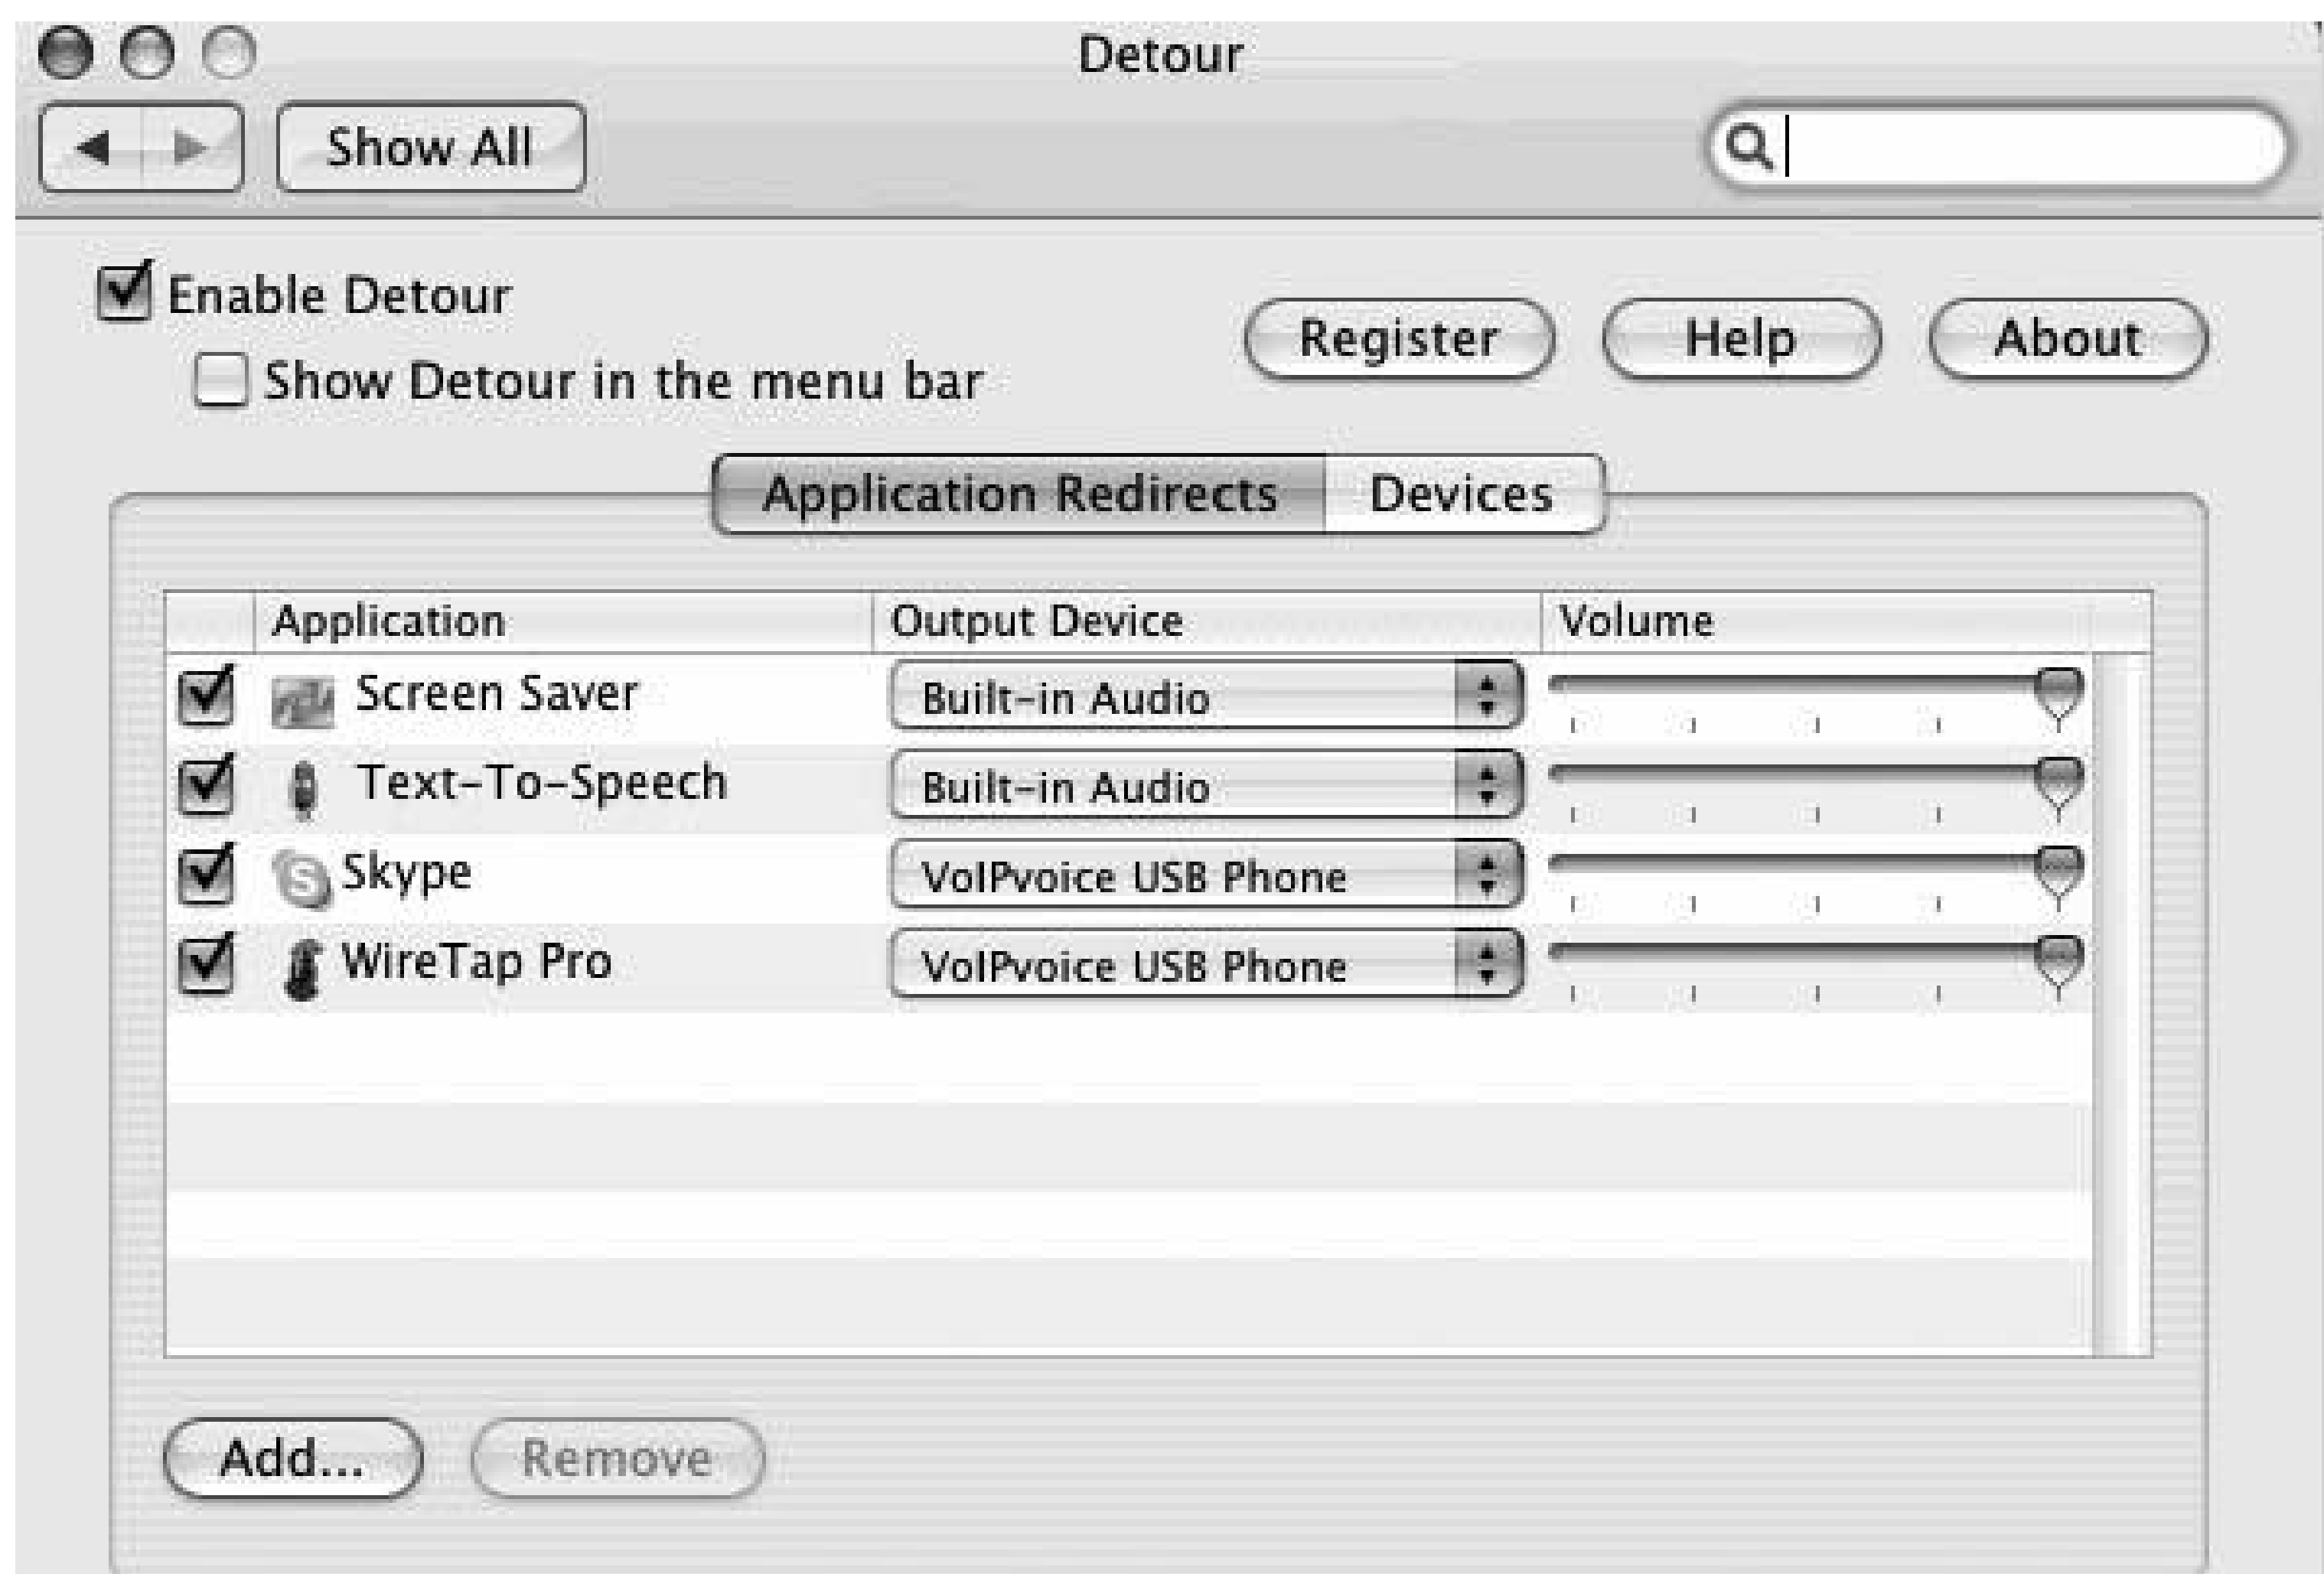 Detour
Show All
Enable Detour
Show Detour in the menu bar
Register Help About
Application Redirects Devices
Application Output Device Volume
Screen Saver Built-in Audio
Text-To-Speech Built-in Audio
Skype VoIPvoice USB Phone
WireTap Pro VoIPvoice USB Phone
Add... Remove